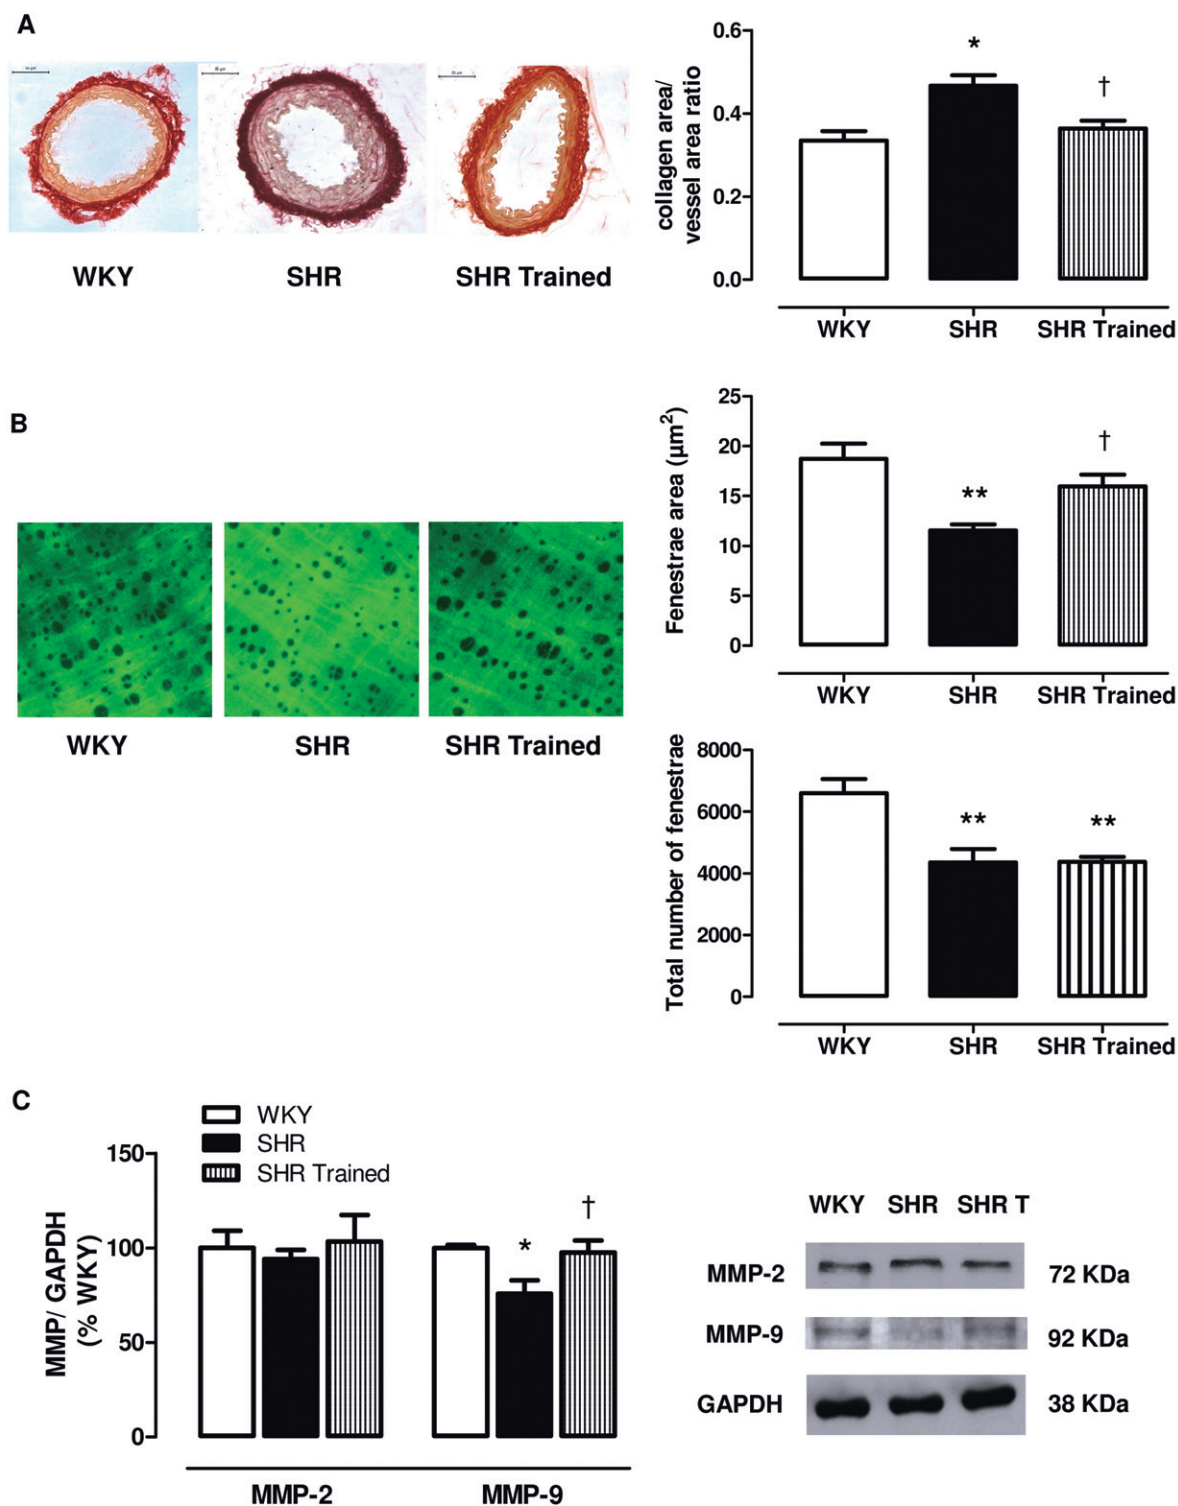 A
WKY
SHR
SHR Trained
collagen area/
vessel area ratio
0.6
0.4
0.2
0.0
*
†
WKY
SHR
SHR Trained
B
WKY
SHR
SHR Trained
Fenestrae area (µm²)
25
20
15
10
5
0
**
†
WKY
SHR
SHR Trained
Total number of fenestrae
8000
6000
4000
2000
0
**
**
WKY
SHR
SHR Trained
C
WKY
SHR
SHR Trained
MMP/ GAPDH
(% WKY)
150
100
50
0
*
†
MMP-2
MMP-9
WKY SHR SHR T
MMP-2 72 KDa
MMP-9 92 KDa
GAPDH 38 KDa